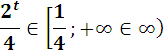 2^t/4 ∈ [1/4 ; +∞ ∈ ∞)